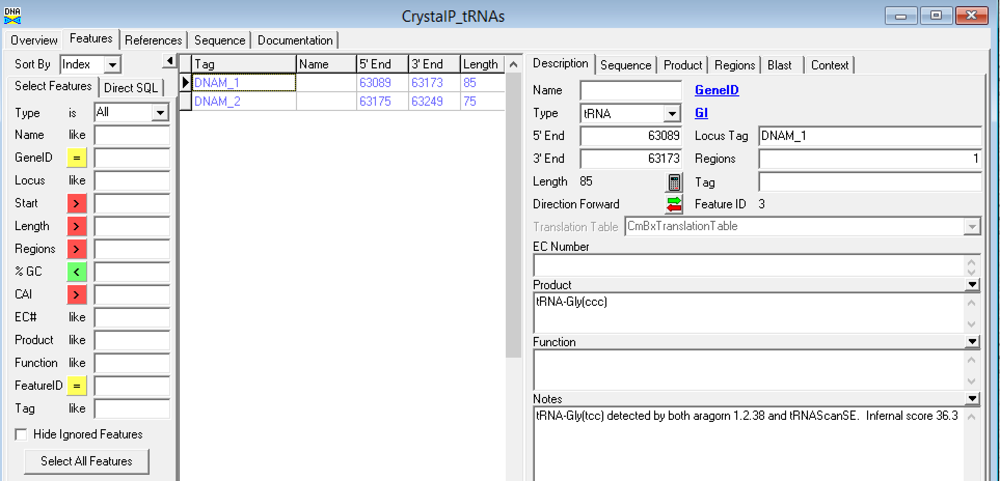 DNA
CrystalP_tRNAs
Overview Features References Sequence Documentation
Sort By Index
Select Features Direct SQL
Type is All
Name like
GeneID =
Locus like
Start >
Length >
Regions >
% GC <
CAI >
EC# like
Product like
Function like
FeatureID =
Tag like
Hide Ignored Features
Select All Features
Tag Name 5' End 3' End Length
DNAM_1 63089 63173 85
DNAM_2 63175 63249 75
Description Sequence Product Regions Blast Context
Name GeneID
Type tRNA GI
5' End 63089 Locus Tag DNAM_1
3' End 63173 Regions 1
Length 85 Tag
Direction Forward Feature ID 3
Translation Table CmBxTranslationTable
EC Number
Product
tRNA-Gly(ccc)
Function
Notes
tRNA-Gly(tcc) detected by both aragorn 1.2.38 and tRNAScanSE. Infernal score 36.3